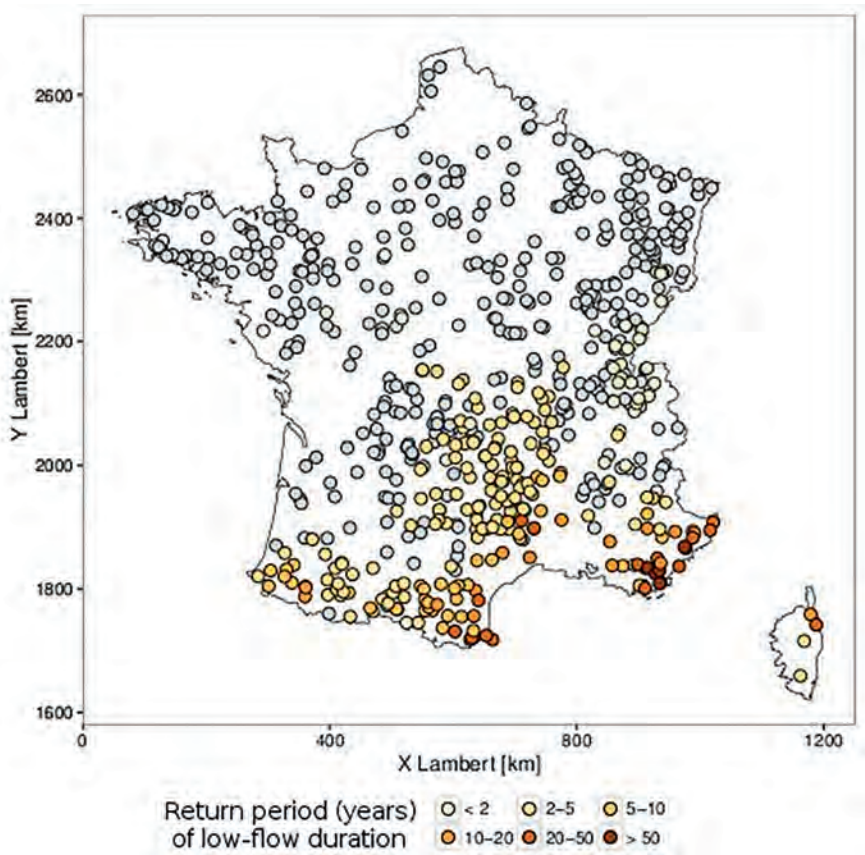 2600
2400
2200
2000
1800
1600
Y Lambert [km]
0 400 800 1200
X Lambert [km]
Return period (years) < 2 2–5 5–10
of low-flow duration 10–20 20–50 > 50